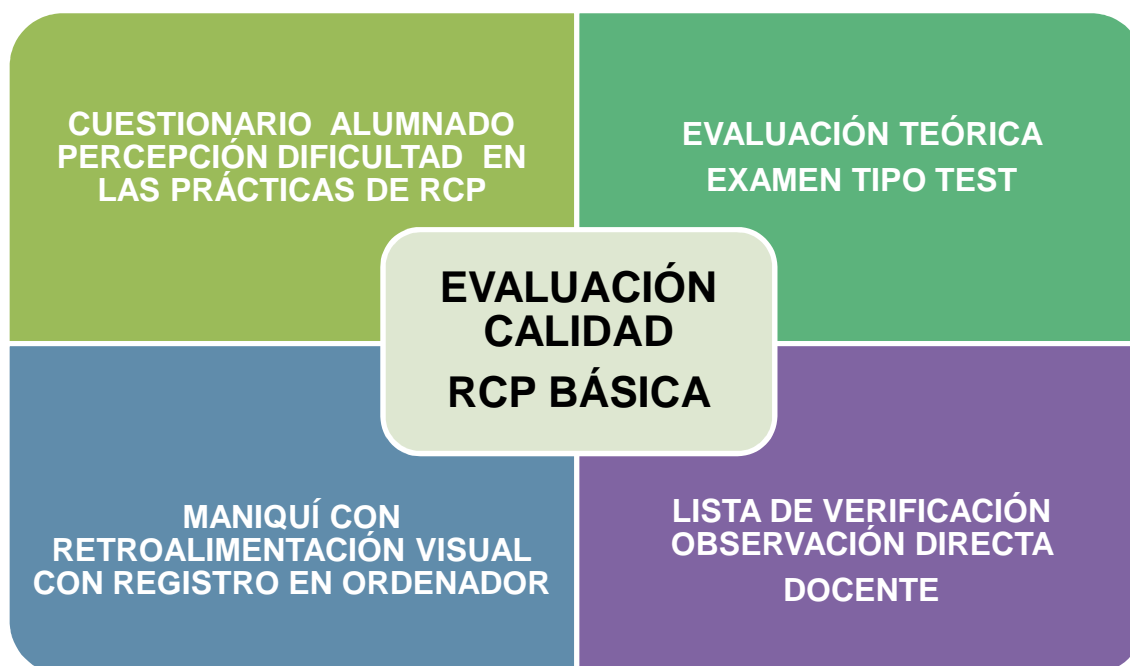 CUESTIONARIO ALUMNADO
PERCEPCIÓN DIFICULTAD EN
LAS PRÁCTICAS DE RCP
EVALUACIÓN TEÓRICA
EXAMEN TIPO TEST
EVALUACIÓN
CALIDAD
RCP BÁSICA
MANIQUÍ CON
RETROALIMENTACIÓN VISUAL
CON REGISTRO EN ORDENADOR
LISTA DE VERIFICACIÓN
OBSERVACIÓN DIRECTA
DOCENTE